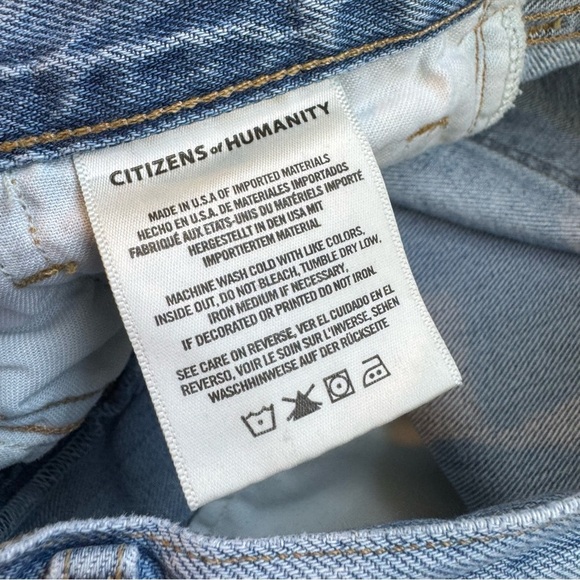 CITIZENS of HUMANITY
MADE IN U.S.A OF IMPORTED MATERIALS
HECHO EN U.S.A. DE MATERIALES IMPORTADOS
FABRIQUÉ AUX ETATS-UNIS DU MATÉRIELS IMPORTÉ
HERGESTELLT IN DEN USA MIT
IMPORTIERTEM MATERIAL
MACHINE WASH COLD WITH LIKE COLORS,
INSIDE OUT, DO NOT BLEACH, TUMBLE DRY LOW.
IRON MEDIUM IF NECESSARY.
IF DECORATED OR PRINTED DO NOT IRON.
SEE CARE ON REVERSE, VER EL CUIDADO EN EL
REVERSO, VOIR LE SOIN SUR L'INVERSE, SEHEN
WASCHHINWEISE AUF DER RÜCKSEITE